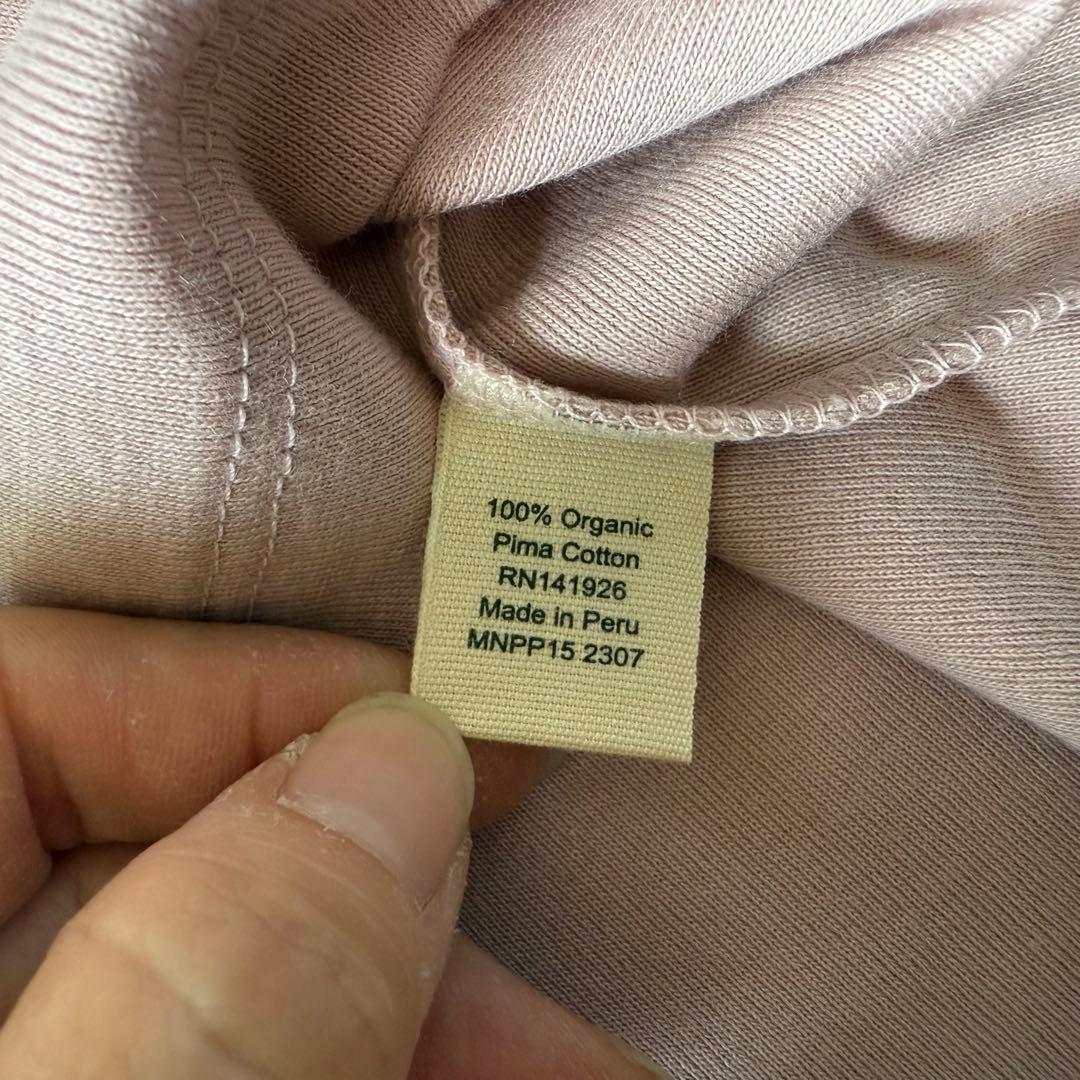 100% Organic
Pima Cotton
RN141926
Made in Peru
MNPP15 2307